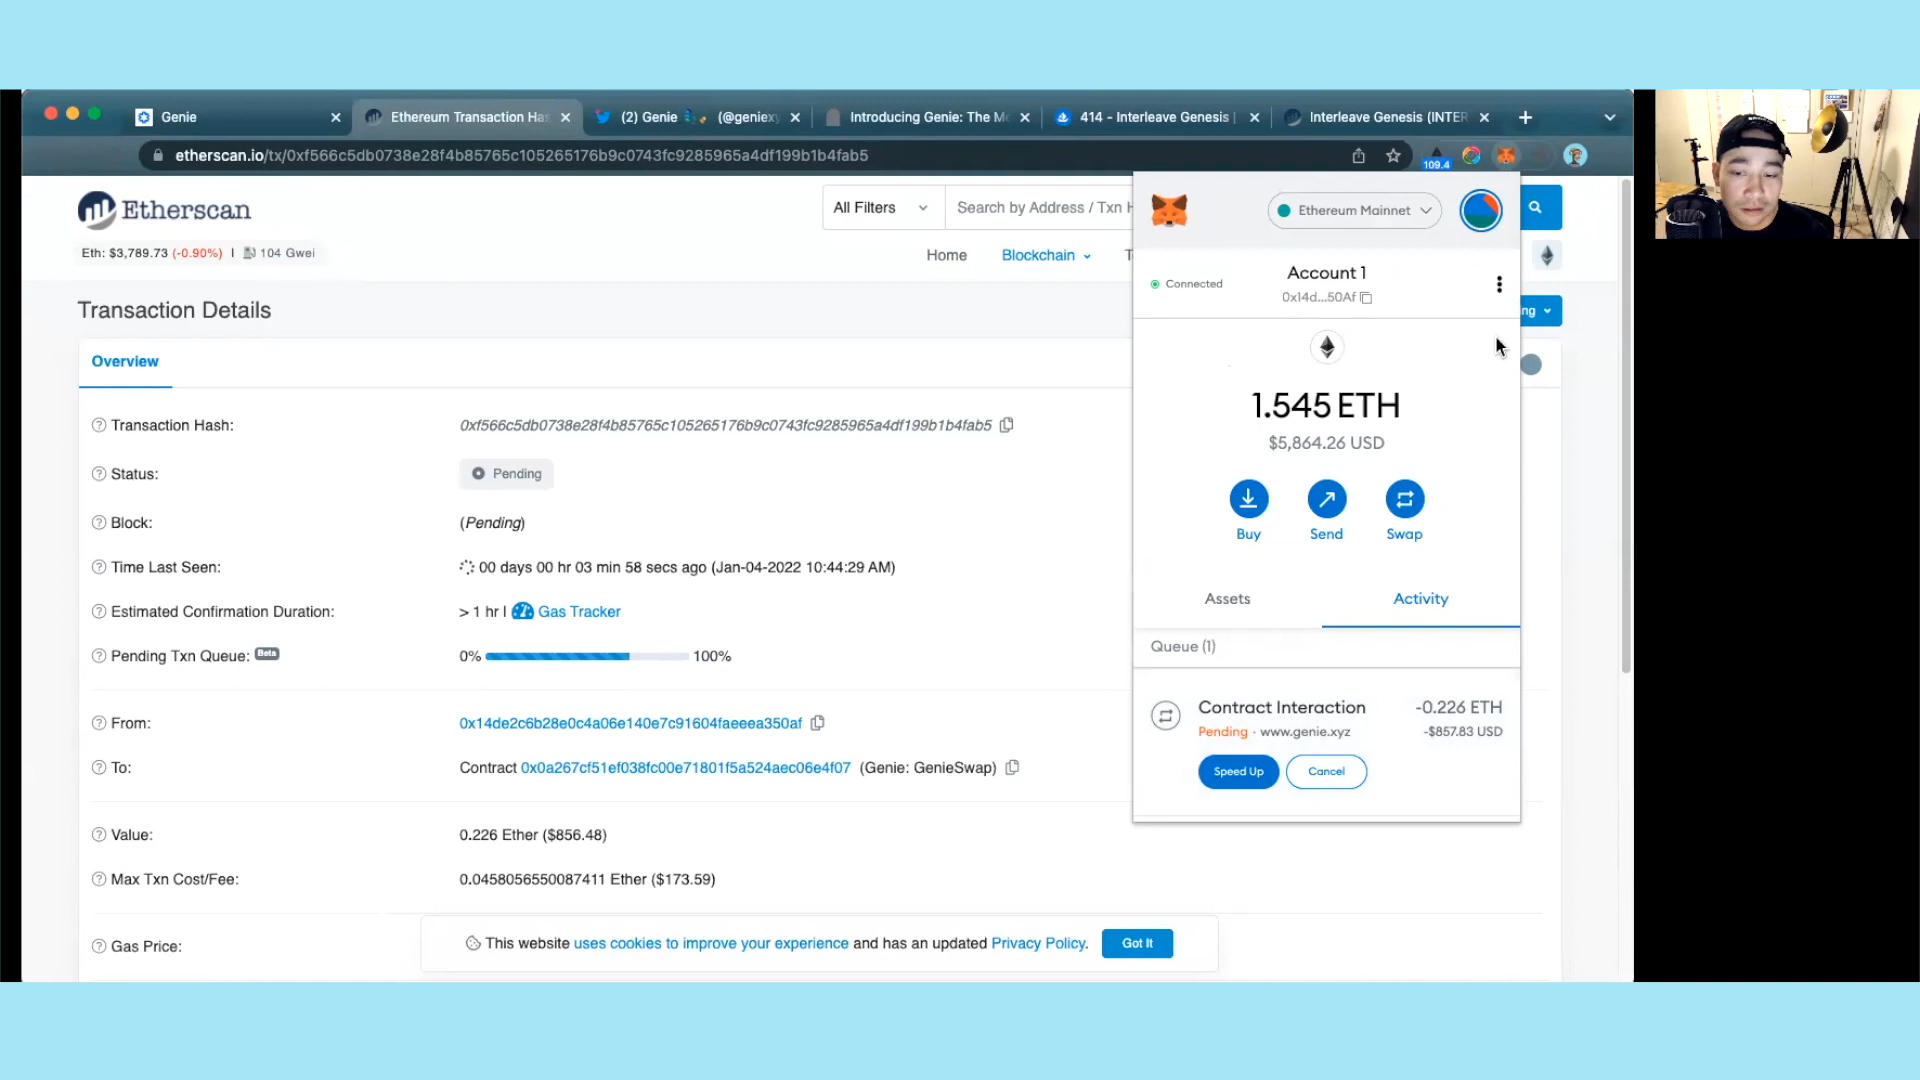 Genie
Ethereum Transaction Has
(2) Genie (@geniexy
Introducing Genie: The M
414 - Interleave Genesis |
Interleave Genesis (INTER
etherscan.io/tx/0xf566c5db0738e28f4b85765c105265176b9c0743fc9285965a4df199b1b4fab5
109.4
Etherscan
All Filters
Search by Address / Txn H
Eth: $3,789.73 (-0.90%) | 104 Gwei
Home
Blockchain
T
Transaction Details
ng
Overview
Transaction Hash:
0xf566c5db0738e28f4b85765c105265176b9c0743fc9285965a4df199b1b4fab5
Status:
Pending
Block:
(Pending)
Time Last Seen:
00 days 00 hr 03 min 58 secs ago (Jan-04-2022 10:44:29 AM)
Estimated Confirmation Duration:
> 1 hr | Gas Tracker
Pending Txn Queue: Beta
0% 100%
From:
0x14de2c6b28e0c4a06e140e7c91604faeeea350af
To:
Contract 0x0a267cf51ef038fc00e71801f5a524aec06e4f07 (Genie: GenieSwap)
Value:
0.226 Ether ($856.48)
Max Txn Cost/Fee:
0.0458056550087411 Ether ($173.59)
Gas Price:
This website uses cookies to improve your experience and has an updated Privacy Policy.
Got It
Ethereum Mainnet
Connected
Account 1
0x14d...50Af
1.545 ETH
$5,864.26 USD
Buy
Send
Swap
Assets
Activity
Queue (1)
Contract Interaction
-0.226 ETH
Pending · www.genie.xyz
-$857.83 USD
Speed Up
Cancel